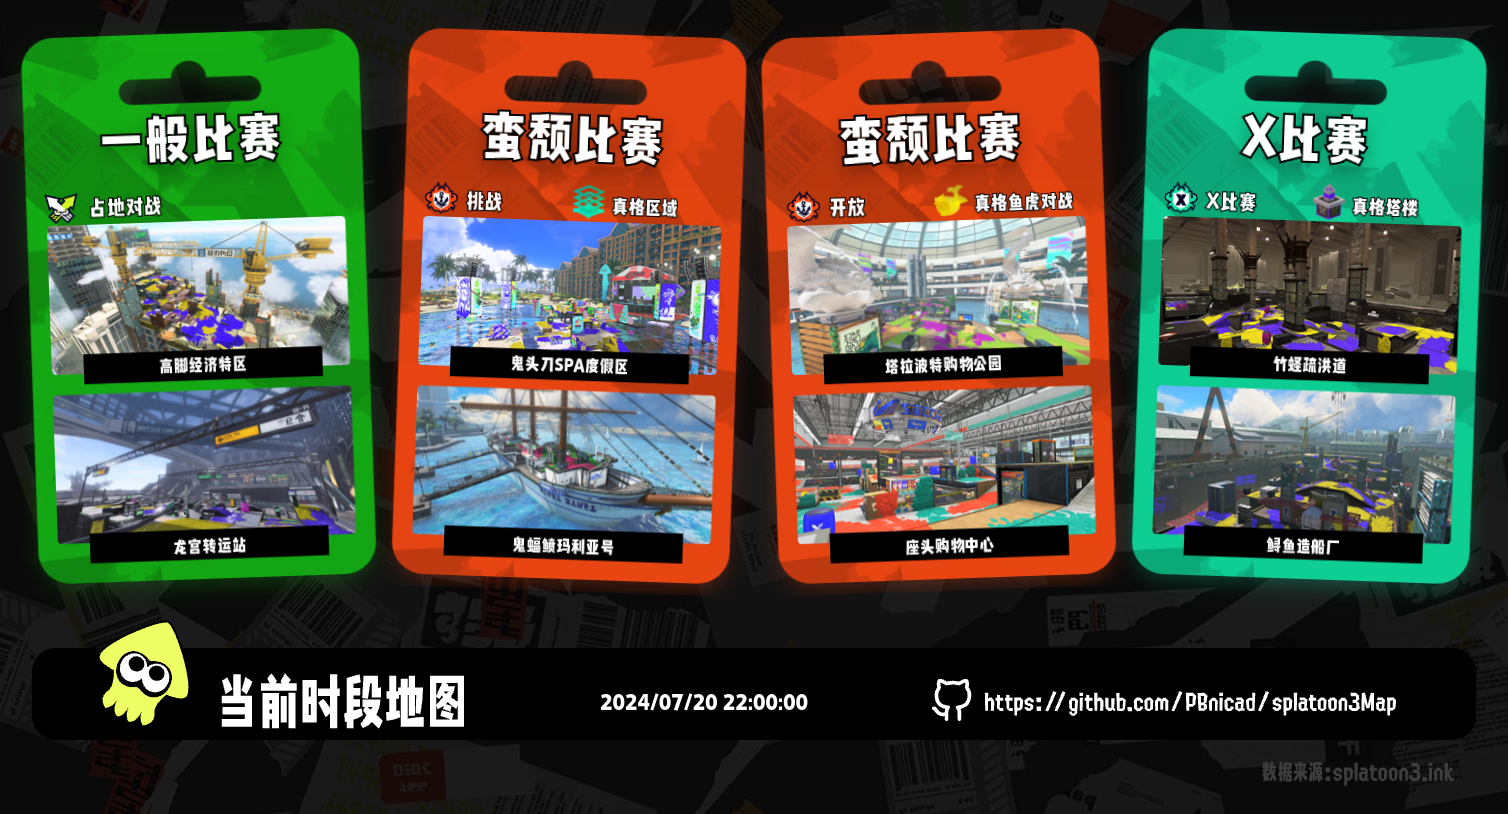 一般比赛
占地对战
高脚经济特区
龙宫转运站
蛮颓比赛
挑战
真格区域
鬼头刀SPA度假区
鬼蝠鲼玛利亚号
蛮颓比赛
开放
真格鱼虎对战
塔拉波特购物公园
座头购物中心
X比赛
X比赛
真格塔楼
竹蛏疏洪道
鲟鱼造船厂
当前时段地图
2024/07/20 22:00:00
https://github.com/PBnicad/splatoon3Map
数据来源:splatoon3.ink